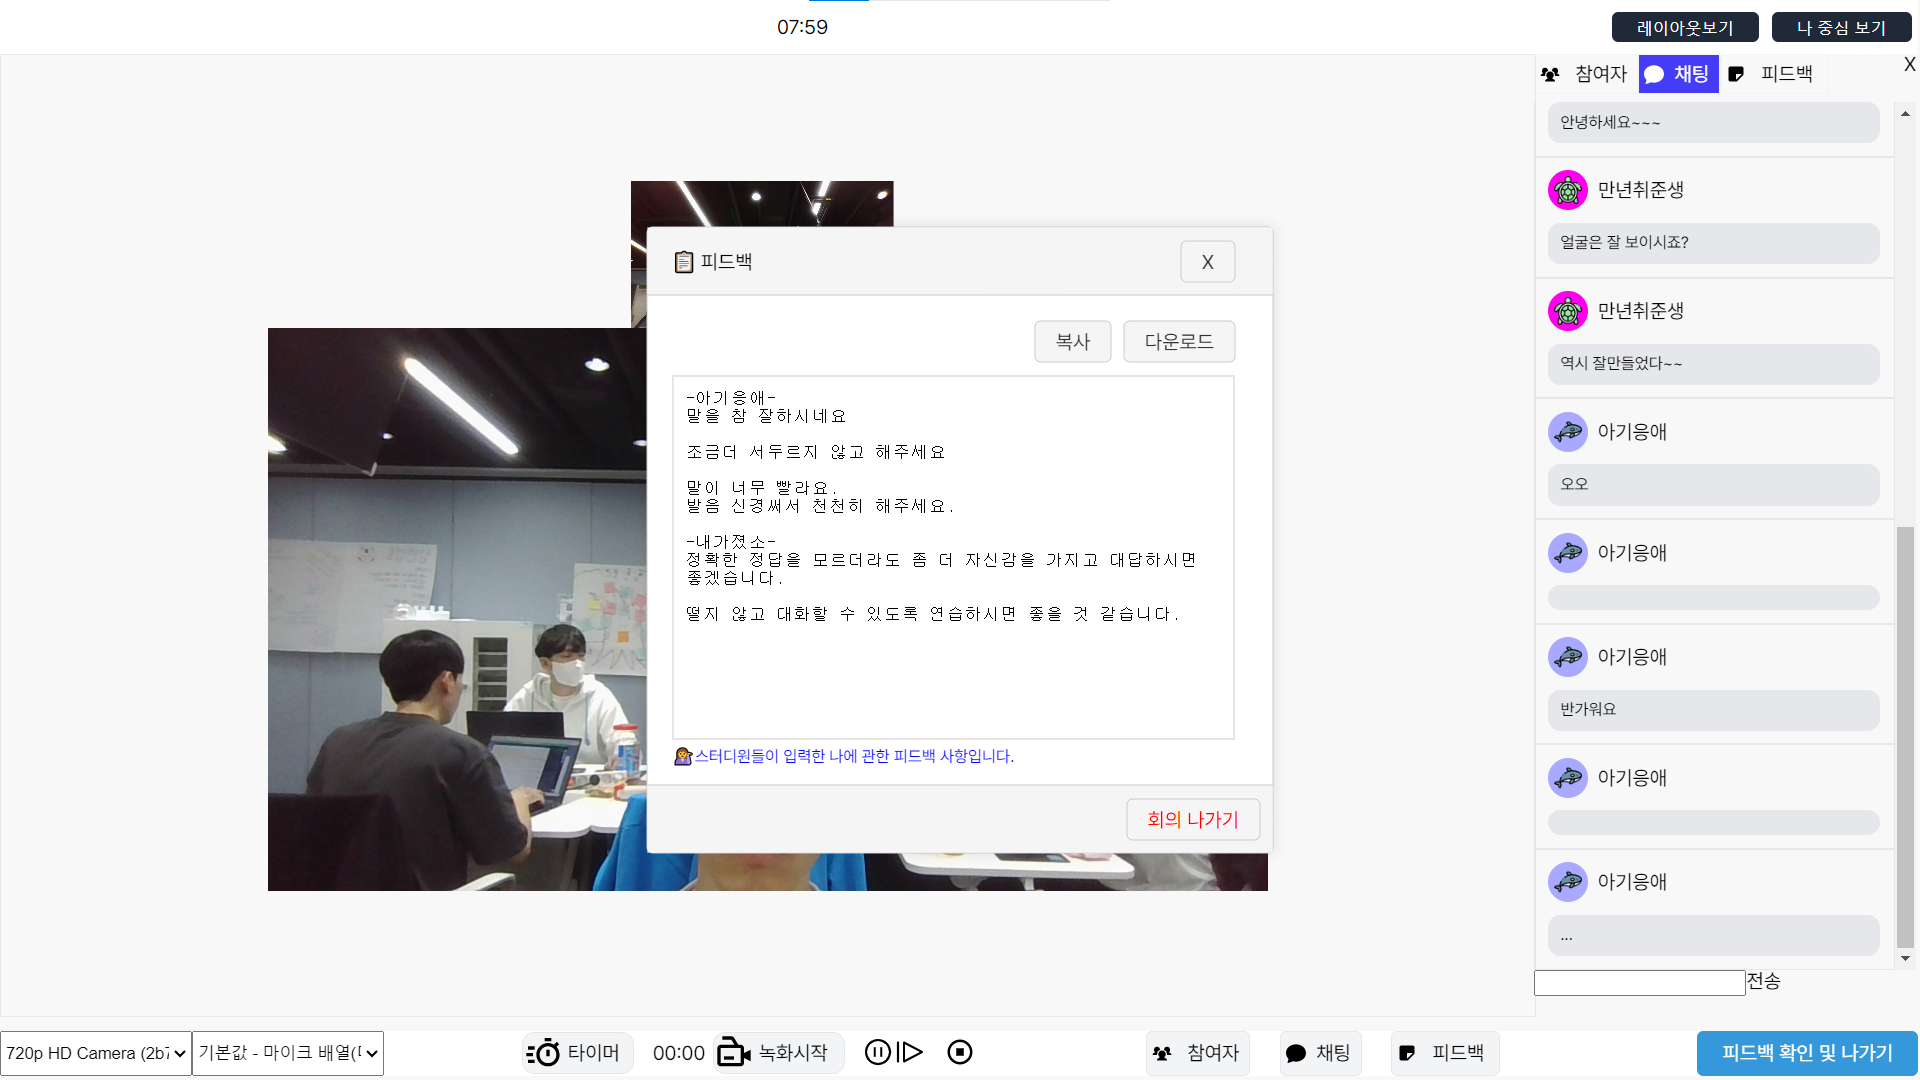 07:59
레이아웃보기
나 중심 보기
참여자
채팅
피드백
X
안녕하세요~~~
만년취준생
얼굴은 잘 보이시죠?
만년취준생
역시 잘만들었다~~
아기응애
오오
아기응애
아기응애
반가워요
아기응애
아기응애
...
전송
피드백
X
복사
다운로드
-아기응애-
말을 참 잘하시네요
조금더 서두르지 않고 해주세요
말이 너무 빨라요.
발음 신경써서 천천히 해주세요.
-내가졌소-
정확한 정답을 모르더라도 좀 더 자신감을 가지고 대답하시면
좋겠습니다.
떨지 않고 대화할 수 있도록 연습하시면 좋을 것 같습니다.
스터디원들이 입력한 나에 관한 피드백 사항입니다.
회의 나가기
720p HD Camera (2b7
기본값 - 마이크 배열(
타이머
00:00
녹화시작
참여자
채팅
피드백
피드백 확인 및 나가기